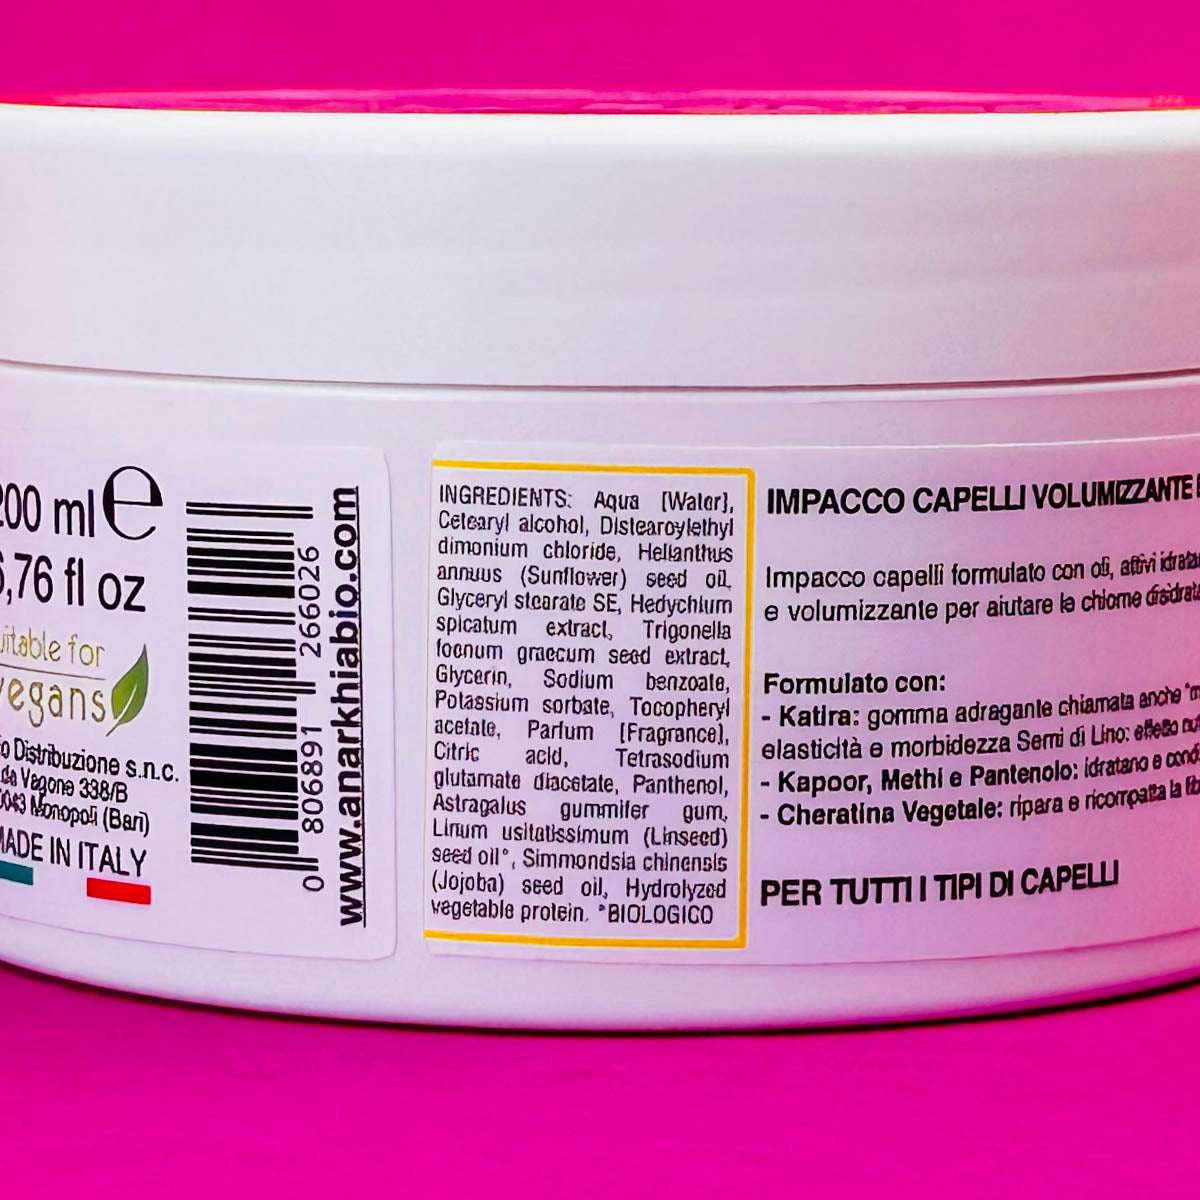 200 ml e
6,76 fl oz
suitable for
vegans
Distribuzione s.n.c.
Vagone 338/B
Monopoli (Bari)
MADE IN ITALY
0 806891 266026
www.anarkhiabio.com
INGREDIENTS: Aqua [Water],
Cetearyl alcohol, Distearoylethyl
dimonium chloride, Helianthus
annuus (Sunflower) seed oil,
Glyceryl stearate SE, Hedychium
spicatum extract, Trigonella
foenum graecum seed extract,
Glycerin, Sodium benzoate,
Potassium sorbate, Tocopheryl
acetate, Parfum [Fragrance],
Citric acid, Tetrasodium
glutamate diacetate, Panthenol,
Astragalus gummifer gum,
Linum usitatissimum (Linseed)
seed oil°, Simmondsia chinensis
(Jojoba) seed oil, Hydrolyzed
vegetable protein. °BIOLOGICO
IMPACCO CAPELLI VOLUMIZZANTE
Impacco capelli formulato con oli, attivi
e volumizzante per aiutare le chiome
Formulato con:
- Katira: gomma adragante chiamata anche
elasticità e morbidezza Semi di Lino: effetto
- Kapoor, Methi e Pantenolo: idratano e
- Cheratina Vegetale: ripara e ricompatta la
PER TUTTI I TIPI DI CAPELLI